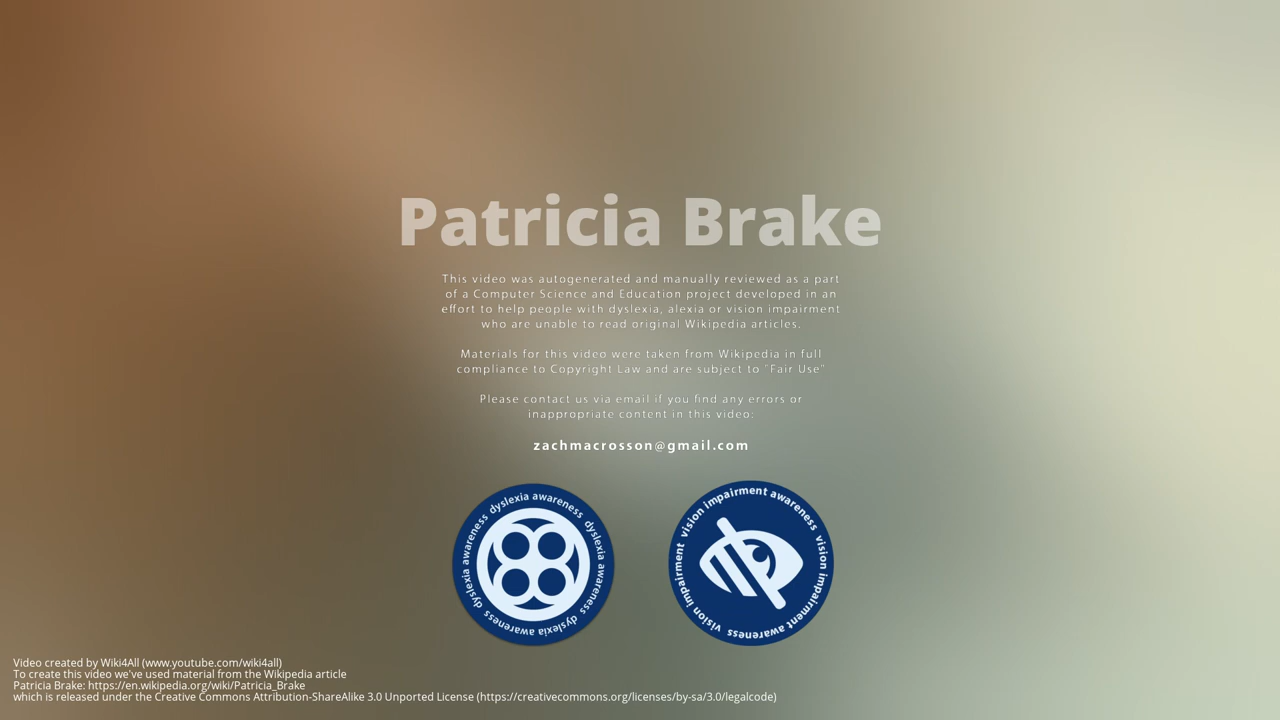 Patricia Brake
This video was autogenerated and manually reviewed as a part
of a Computer Science and Education project developed in an
effort to help people with dyslexia, alexia or vision impairment
who are unable to read original Wikipedia articles.
Materials for this video were taken from Wikipedia in full
compliance to Copyright Law and are subject to "Fair Use"
Please contact us via email if you find any errors or
inappropriate content in this video:
zachmacrosson@gmail.com
dyslexia awareness dyslexia awareness dyslexia awareness dyslexia awareness
vision impairment awareness vision impairment awareness vision impairment
Video created by Wiki4All (www.youtube.com/wiki4all)
To create this video we've used material from the Wikipedia article
Patricia Brake: https://en.wikipedia.org/wiki/Patricia_Brake
which is released under the Creative Commons Attribution-ShareAlike 3.0 Unported License (https://creativecommons.org/licenses/by-sa/3.0/legalcode)